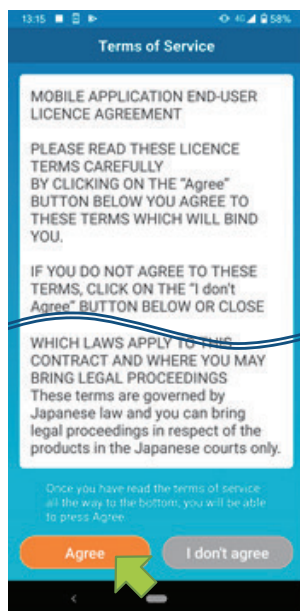 13:15 4G 58%
Terms of Service
MOBILE APPLICATION END-USER
LICENCE AGREEMENT
PLEASE READ THESE LICENCE
TERMS CAREFULLY
BY CLICKING ON THE "Agree"
BUTTON BELOW YOU AGREE TO
THESE TERMS WHICH WILL BIND
YOU.
IF YOU DO NOT AGREE TO THESE
TERMS, CLICK ON THE "I don't
Agree" BUTTON BELOW OR CLOSE
WHICH LAWS APPLY TO THIS
CONTRACT AND WHERE YOU MAY
BRING LEGAL PROCEEDINGS
These terms are governed by
Japanese law and you can bring
legal proceedings in respect of the
products in the Japanese courts only.
Once you have read the terms of service
all the way to the bottom, you will be able
to press Agree
Agree I don't agree